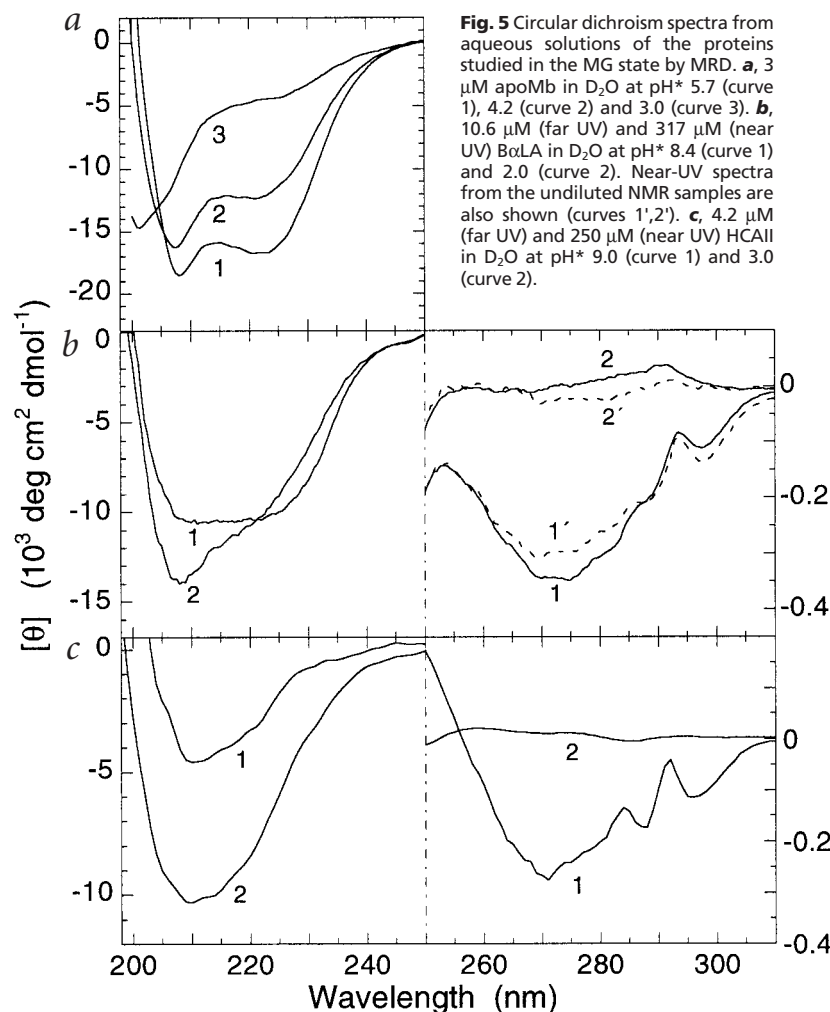 a
0
-5
-10
-15
-20
3
2
1
Fig. 5 Circular dichroism spectra from
aqueous solutions of the proteins
studied in the MG state by MRD. a, 3
μM apoMb in D₂O at pH* 5.7 (curve
1), 4.2 (curve 2) and 3.0 (curve 3). b,
10.6 μM (far UV) and 317 μM (near
UV) BαLA in D₂O at pH* 8.4 (curve 1)
and 2.0 (curve 2). Near-UV spectra
from the undiluted NMR samples are
also shown (curves 1',2'). c, 4.2 μM
(far UV) and 250 μM (near UV) HCAII
in D₂O at pH* 9.0 (curve 1) and 3.0
(curve 2).
[θ] (10³ deg cm² dmol⁻¹)
b
0
-5
-10
-15
1
2
2
2'
1'
1
0
-0.2
-0.4
c
0
-5
-10
1
2
2
1
0
-0.2
-0.4
200 220 240 260 280 300
Wavelength (nm)